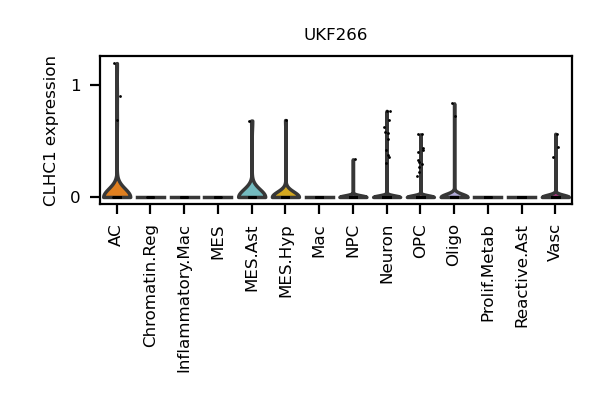 UKF266
CLHC1 expression
1
0
AC
Chromatin.Reg
Inflammatory.Mac
MES
MES.Ast
MES.Hyp
Mac
NPC
Neuron
OPC
Oligo
Prolif.Metab
Reactive.Ast
Vasc